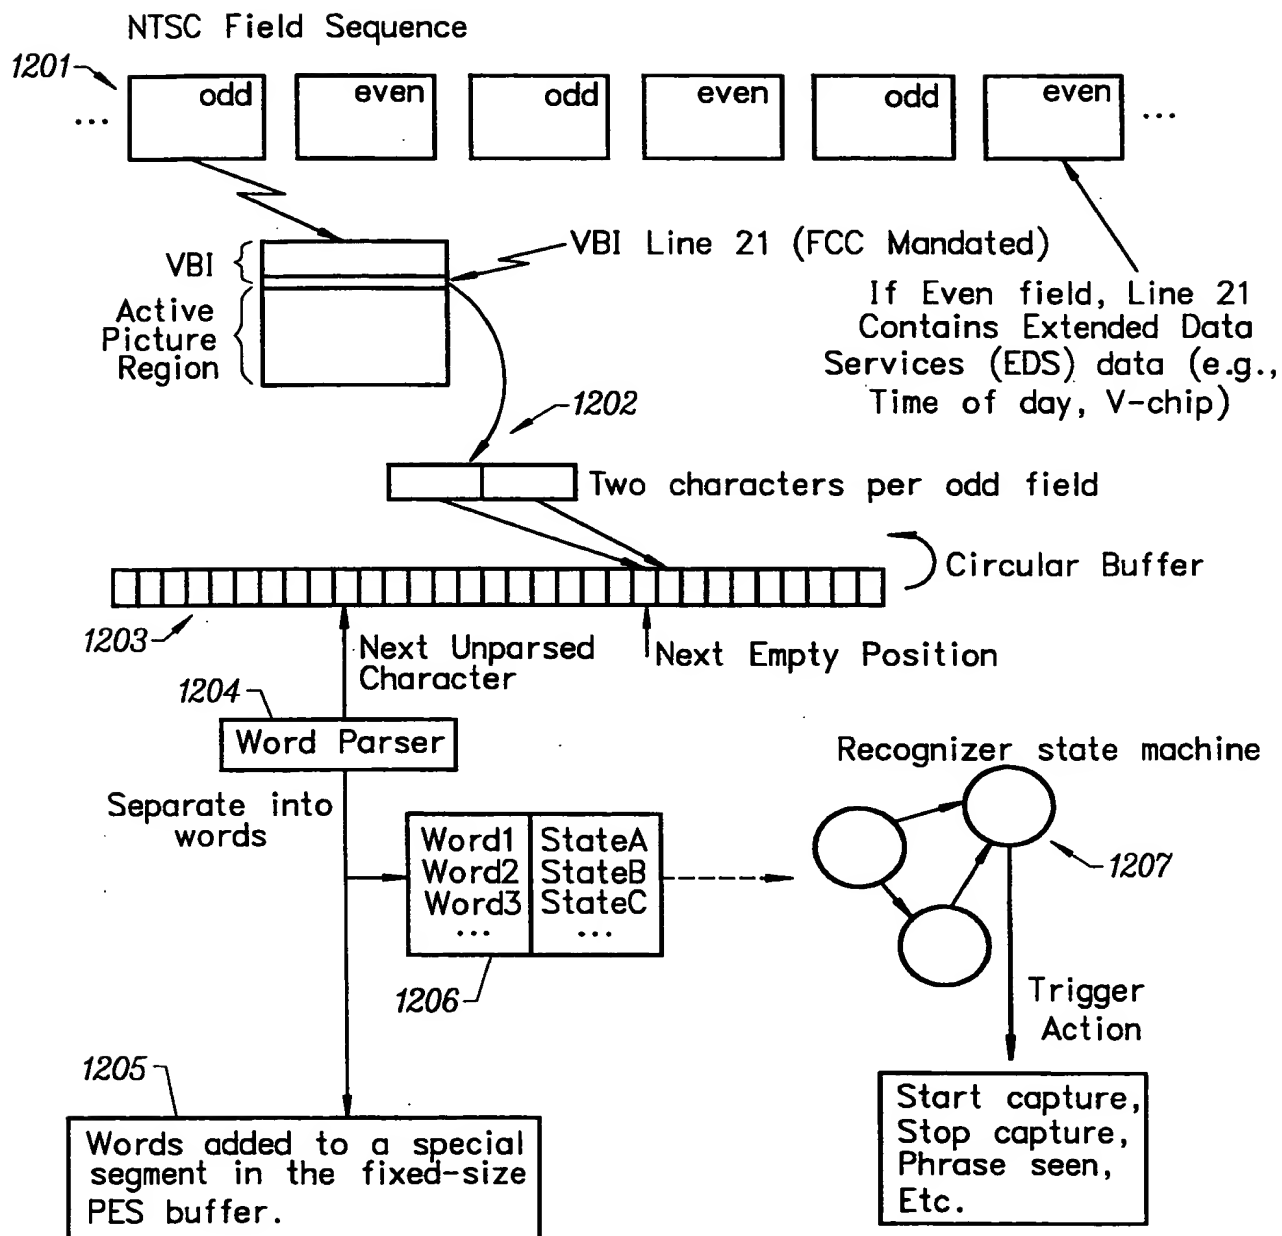 NTSC Field Sequence
1201
... odd even odd even odd even ...
VBI
VBI Line 21 (FCC Mandated)
Active
Picture
Region
If Even field, Line 21
Contains Extended Data
Services (EDS) data (e.g.,
Time of day, V-chip)
1202
Two characters per odd field
Circular Buffer
1203
Next Unparsed
Character
Next Empty Position
1204
Word Parser
Separate into
words
Word1 StateA
Word2 StateB
Word3 StateC
... ...
1206
Recognizer state machine
1207
Trigger
Action
1205
Words added to a special
segment in the fixed-size
PES buffer.
Start capture,
Stop capture,
Phrase seen,
Etc.